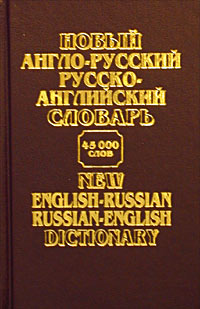 НОВЫЙ
АНГЛО-РУССКИЙ
РУССКО-
АНГЛИЙСКИЙ
СЛОВАРЬ
45 000
СЛОВ
NEW
ENGLISH-RUSSIAN
RUSSIAN-ENGLISH
DICTIONARY